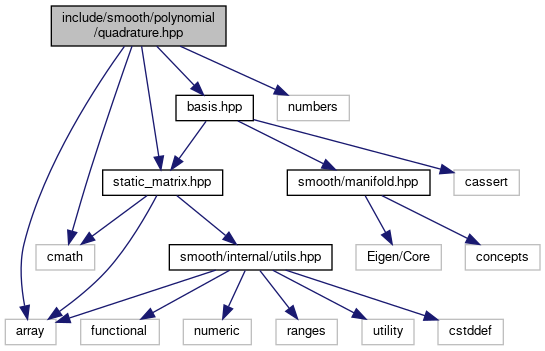 include/smooth/polynomial
/quadrature.hpp
basis.hpp
numbers
static_matrix.hpp
smooth/manifold.hpp
cassert
cmath
smooth/internal/utils.hpp
Eigen/Core
concepts
array
functional
numeric
ranges
utility
cstddef